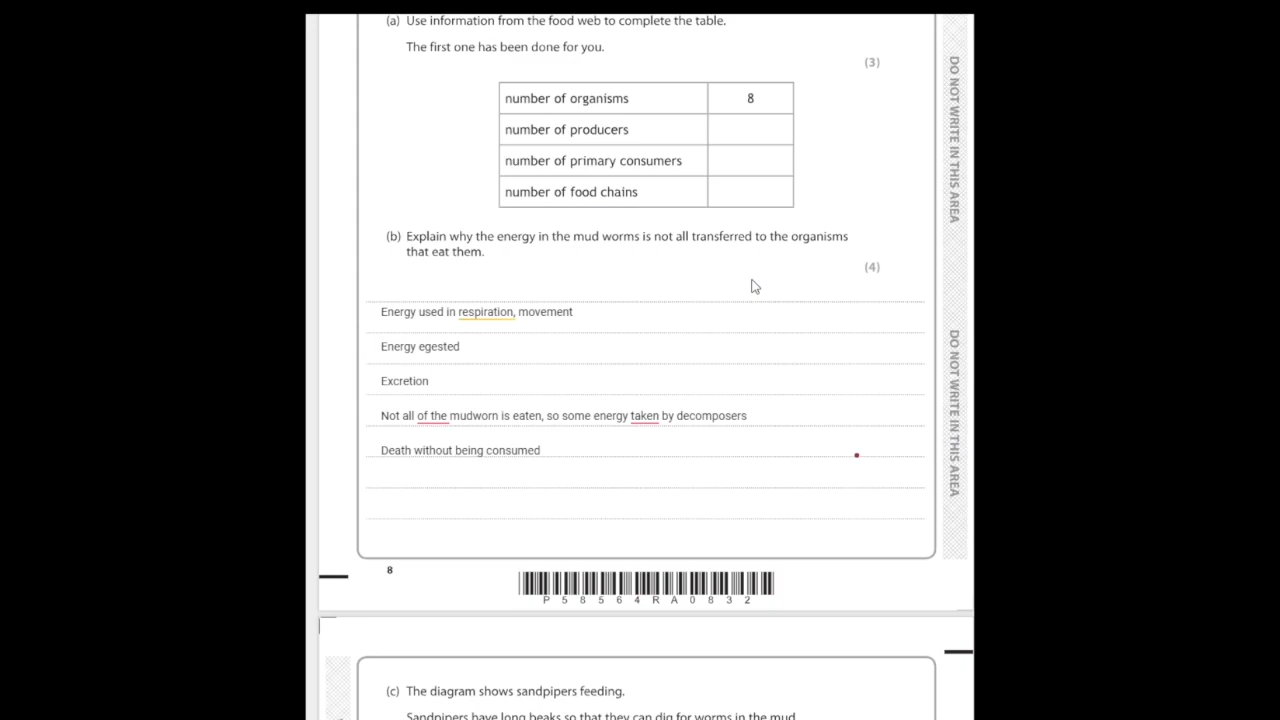 (a) Use information from the food web to complete the table.
The first one has been done for you.
(3)
number of organisms 8
number of producers
number of primary consumers
number of food chains
(b) Explain why the energy in the mud worms is not all transferred to the organisms
that eat them.
(4)
Energy used in respiration, movement
Energy egested
Excretion
Not all of the mudworn is eaten, so some energy taken by decomposers
Death without being consumed
8
P 5 8 5 6 4 R A 0 8 3 2
DO NOT WRITE IN THIS AREA
DO NOT WRITE IN THIS AREA
(c) The diagram shows sandpipers feeding.
Sandpipers have long beaks so that they can dig for worms in the mud